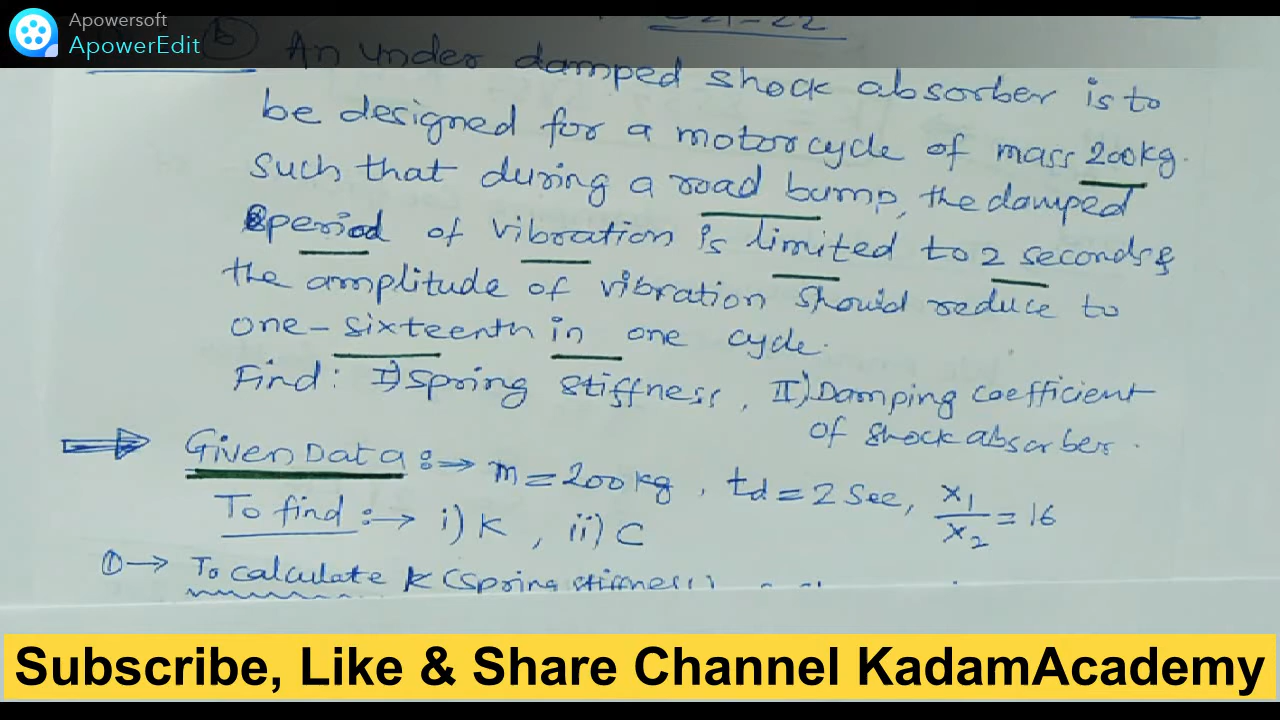 Apowersoft
ApowerEdit
21-22
b) An under damped shock absorber is to
be designed for a motorcycle of mass 200kg.
such that during a road bump, the damped
period of vibration is limited to 2 seconds &
the amplitude of vibration should reduce to
one-sixteenth in one cycle.
Find: I) spring stiffness, II) Damping coefficient
of shock absorber.
Given Data :→ m = 200 kg, td = 2 Sec, x1/x2 = 16
To find :→ i) K, ii) C
①→ To calculate K (spring stiffness)
Subscribe, Like & Share Channel KadamAcademy